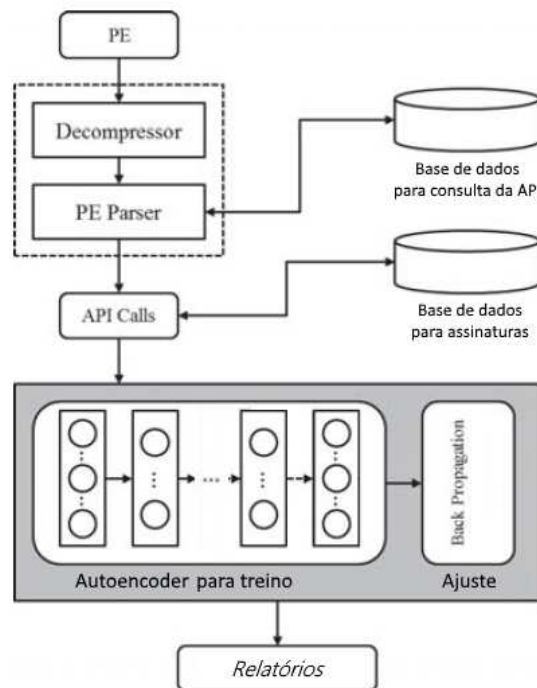 PE
Decompressor
PE Parser
Base de dados
para consulta da AP
API Calls
Base de dados
para assinaturas
Back Propagation
Autoencoder para treino
Ajuste
Relatórios